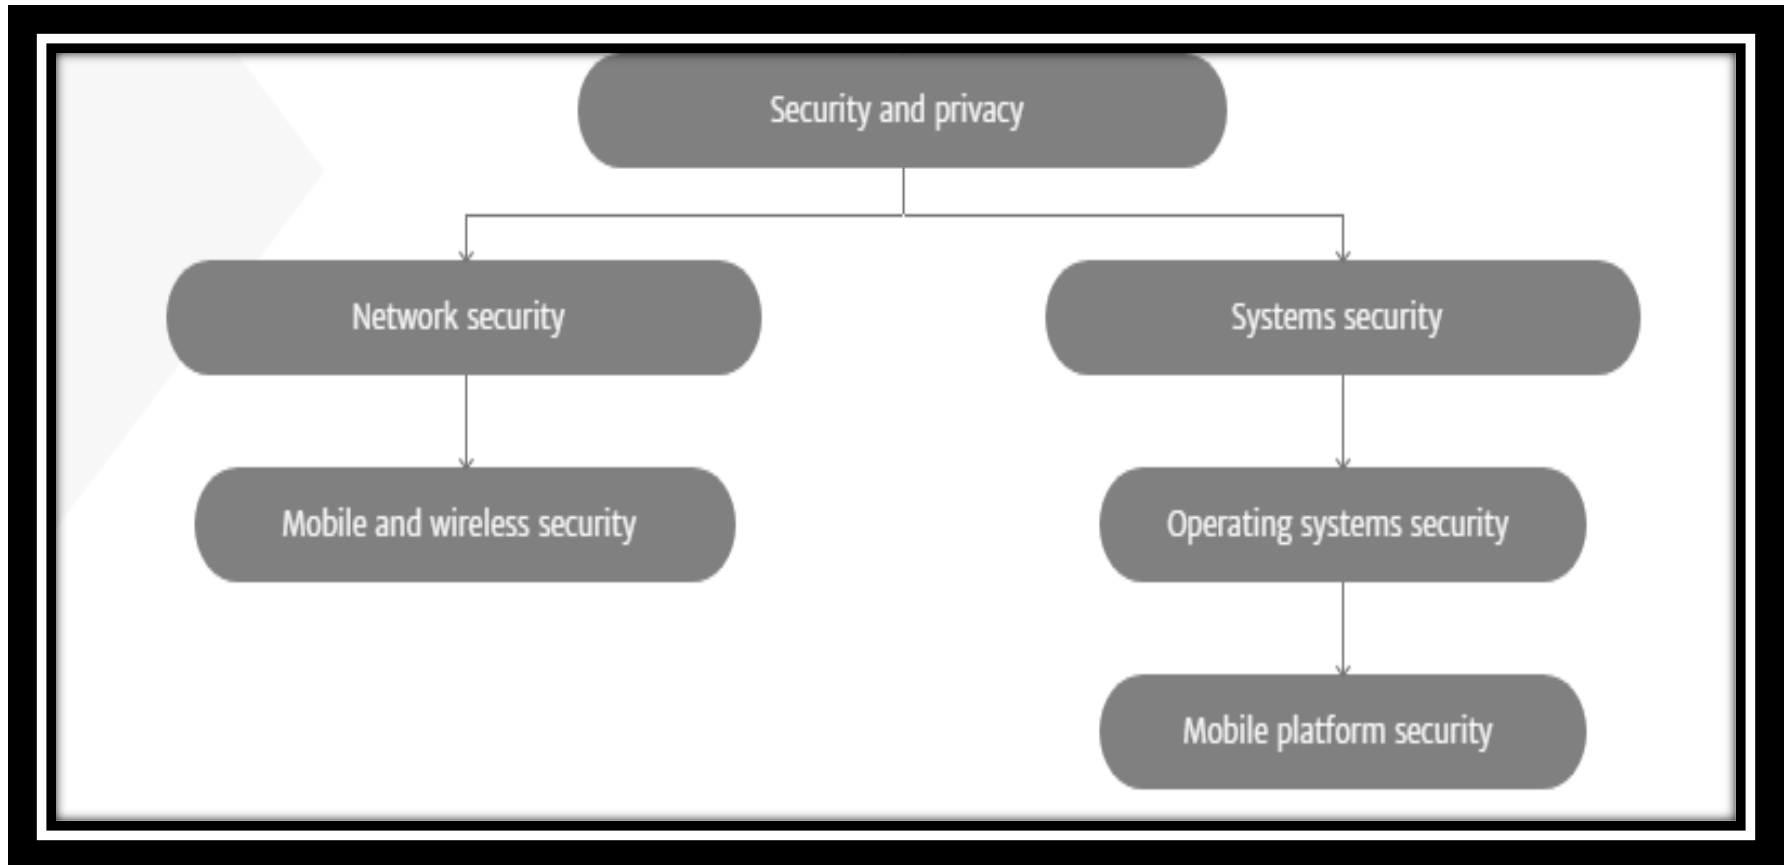 Security and privacy
Network security
Systems security
Mobile and wireless security
Operating systems security
Mobile platform security